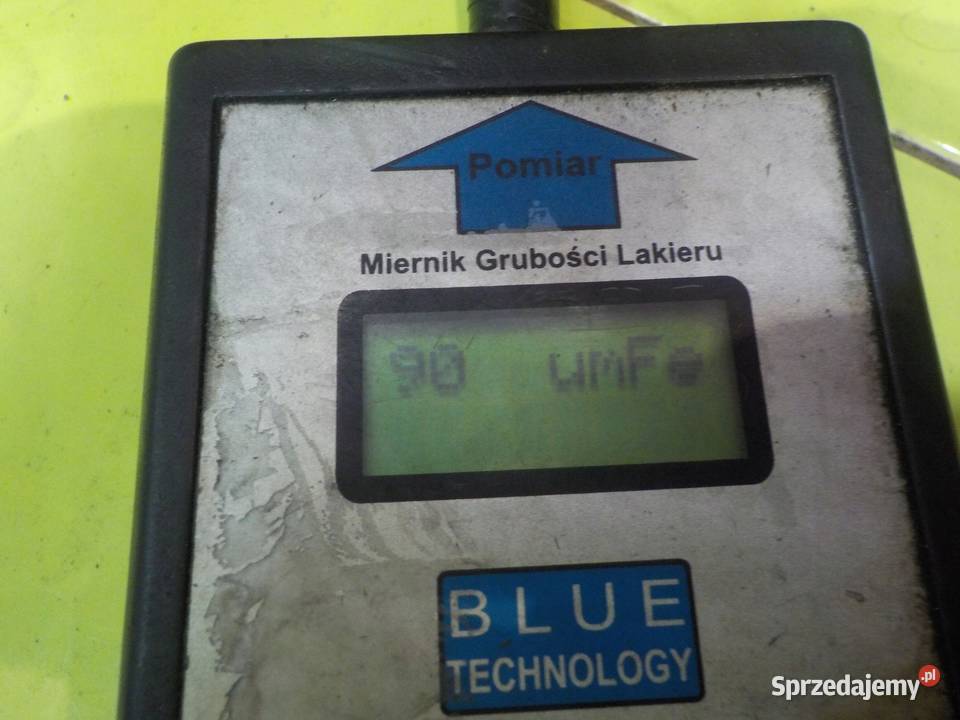 Pomiar
Miernik Grubości Lakieru
90 umFe
BLUE
TECHNOLOGY
Sprzedajemy.pl